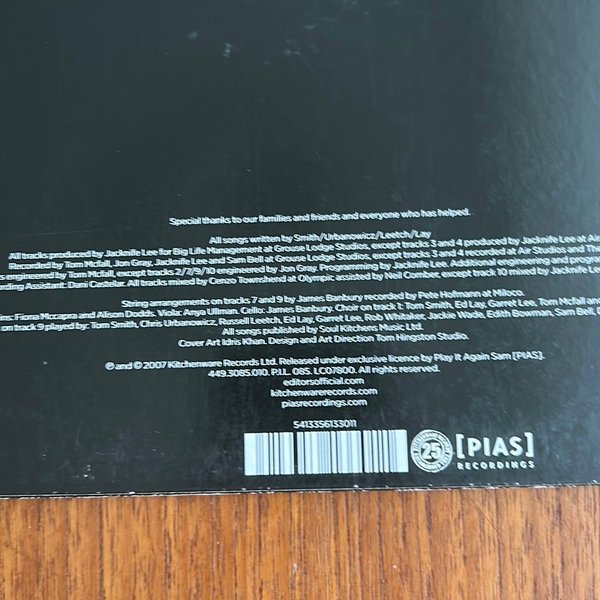 Special thanks to our families and friends and everyone who has helped.
All songs written by Smith/Urbanowicz/Leetch/Lay
All tracks produced by Jacknife Lee for Big Life Management at Grouse Lodge Studios, except tracks 3 and 4 produced by Jacknife Lee at Air
Recorded by Tom Mcfall, Jon Gray, Jacknife Lee and Sam Bell at Grouse Lodge Studios, except tracks 3 and 4 recorded at Air Studios and The
engineered by Tom Mcfall, except tracks 2/7/9/10 engineered by Jon Gray. Programming by Jacknife Lee. Additional engineering and progra
Recording Assistant: Dani Castelar. All tracks mixed by Cenzo Townshend at Olympic assisted by Neil Comber, except track 10 mixed by Jacknife Lee
String arrangements on tracks 7 and 9 by James Banbury recorded by Pete Hofmann at Miloco.
ins: Fiona Mccapra and Alison Dodds. Viola: Anya Ullman. Cello: James Banbury. Choir on track 1: Tom Smith, Ed Lay, Garret Lee, Tom Mcfall and
on track 9 played by: Tom Smith, Chris Urbanowicz, Russell Leetch, Ed Lay, Garret Lee, Rob Whitaker, Jackie Wade, Edith Bowman, Sam Bell, D
All songs published by Soul Kitchens Music Ltd.
Cover Art Idris Khan. Design and Art Direction Tom Hingston Studio.
℗ and © 2007 Kitchenware Records Ltd. Released under exclusive licence by Play It Again Sam [PIAS].
449.3085.010. P.I.L. 085. LC07800. All rights reserved.
editorsofficial.com
kitchenwarerecords.com
piasrecordings.com
5413356133011
25
[PIAS]
RECORDINGS